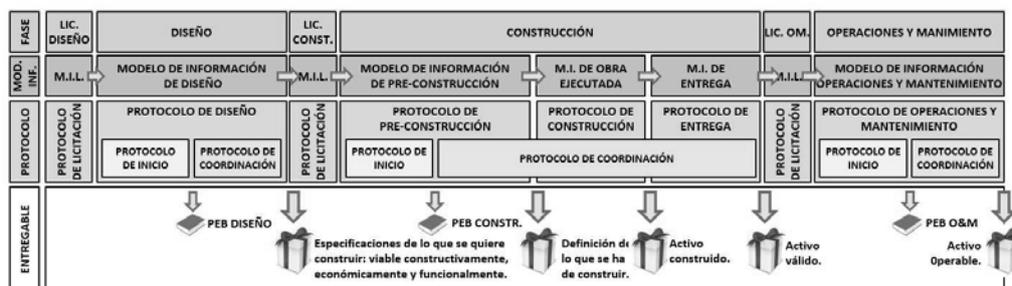 FASE
LIC.
DISEÑO
DISEÑO
LIC.
CONST.
CONSTRUCCIÓN
LIC. OM.
OPERACIONES Y MANIMIENTO
MOD.
INF.
M.I.L.
MODELO DE INFORMACIÓN
DE DISEÑO
M.I.L.
MODELO DE INFORMACIÓN
DE PRE-CONSTRUCCIÓN
M.I. DE OBRA
EJECUTADA
M.I. DE
ENTREGA
M.I.L.
MODELO DE INFORMACIÓN
OPERACIONES Y MANTENIMIENTO
PROTOCOLO
PROTOCOLO
DE LICITACIÓN
PROTOCOLO DE DISEÑO
PROTOCOLO
DE INICIO
PROTOCOLO DE
COORDINACIÓN
PROTOCOLO
DE LICITACIÓN
PROTOCOLO DE
PRE-CONSTRUCCIÓN
PROTOCOLO DE
INICIO
PROTOCOLO DE
CONSTRUCCIÓN
PROTOCOLO DE
ENTREGA
PROTOCOLO DE COORDINACIÓN
PROTOCOLO
DE LICITACIÓN
PROTOCOLO DE OPERACIONES Y
MANTENIMIENTO
PROTOCOLO DE
INICIO
PROTOCOLO DE
COORDINACIÓN
ENTREGABLE
PEB DISEÑO
Especificaciones de lo que se quiere
construir: viable constructivamente,
económicamente y funcionalmente.
PEB CONSTR.
Definición de
lo que se ha
de construir.
Activo
construido.
Activo
válido.
PEB O&M
Activo
Operable.